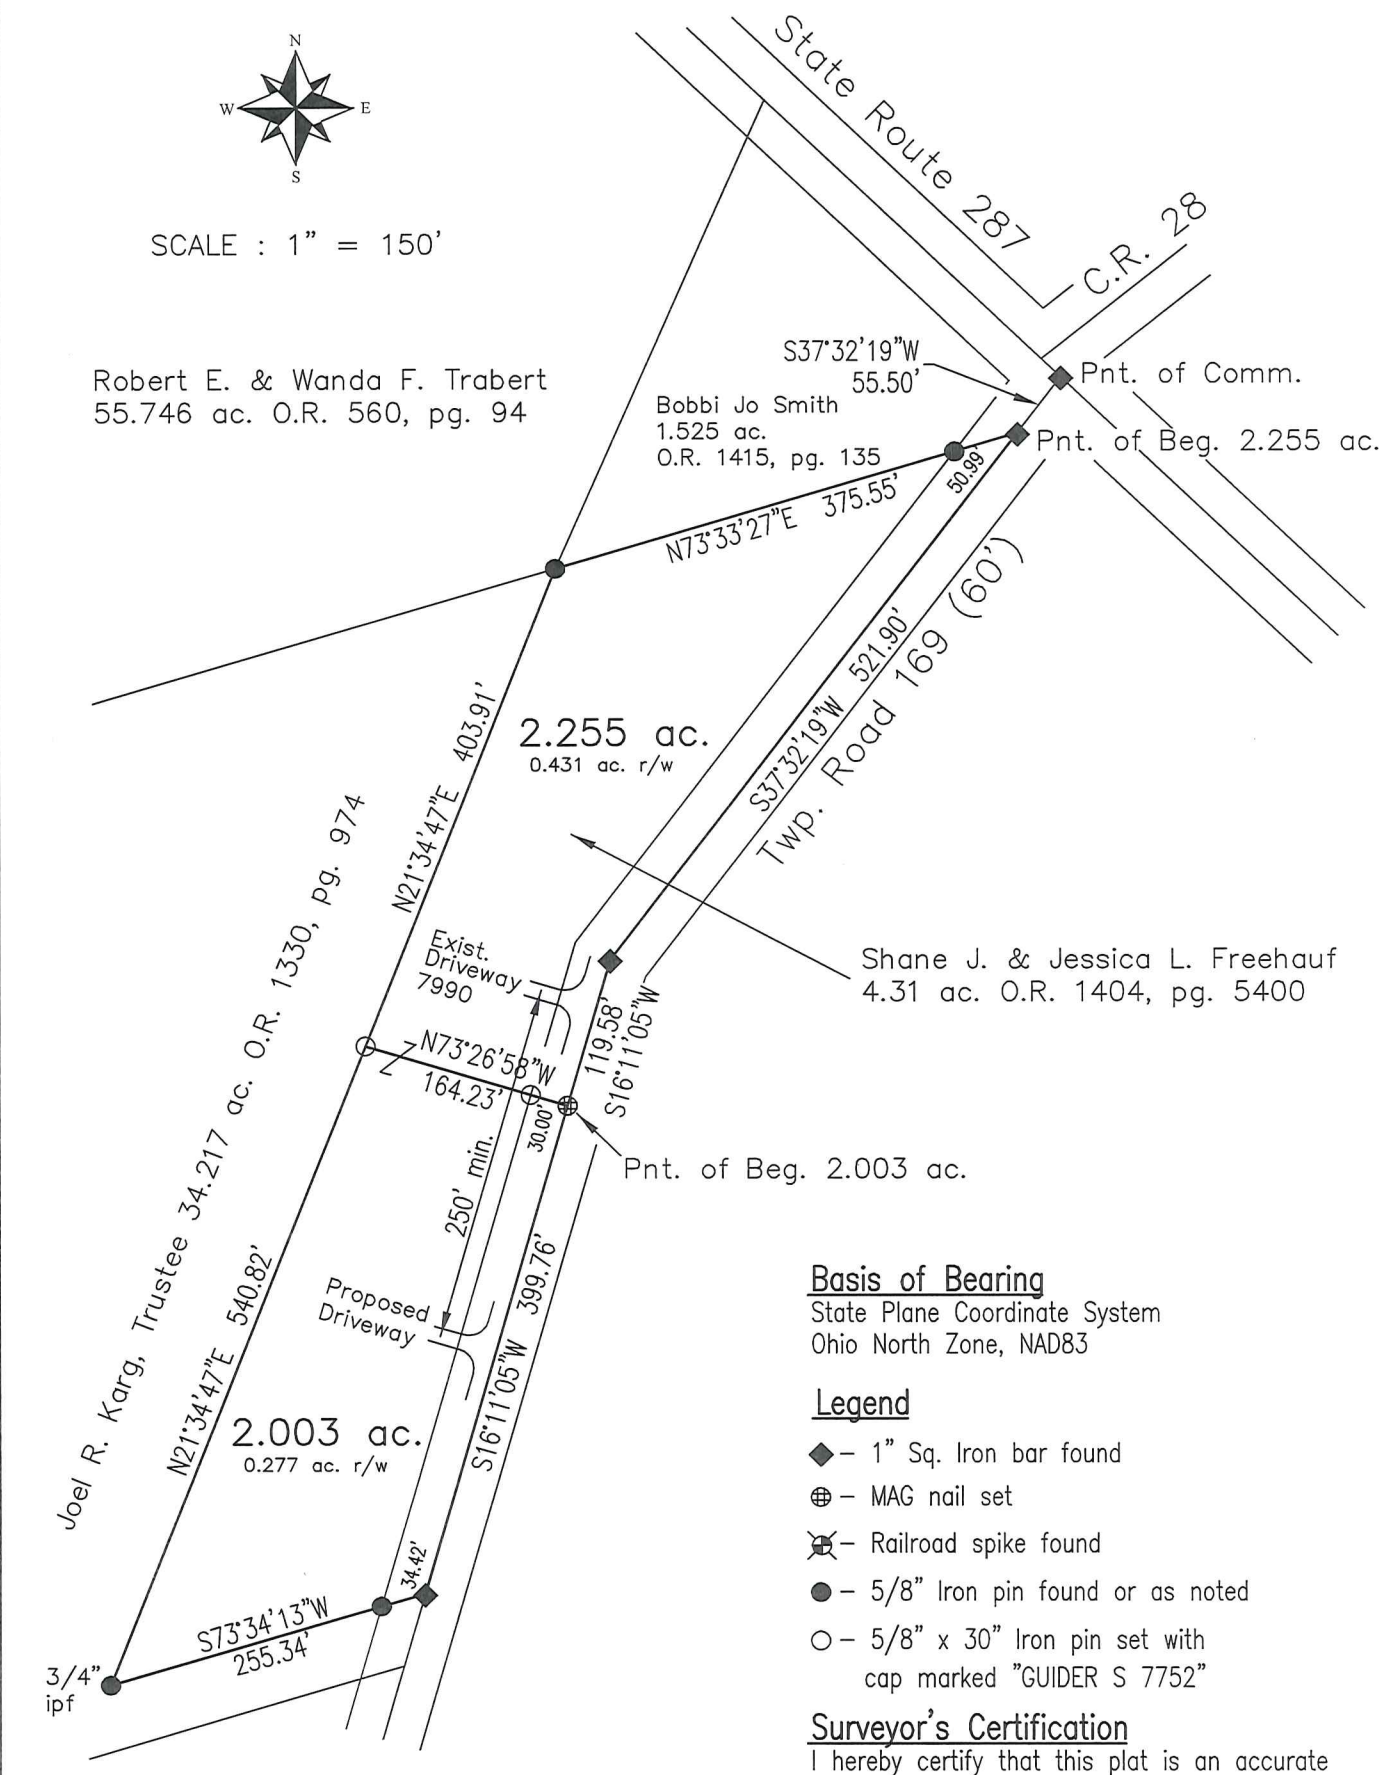 N
W
E
S
SCALE : 1" = 150'
State Route 287
C.R. 28
Robert E. & Wanda F. Trabert
55.746 ac. O.R. 560, pg. 94
S37°32'19"W
55.50'
Pnt. of Comm.
Bobbi Jo Smith
1.525 ac.
O.R. 1415, pg. 135
Pnt. of Beg. 2.255 ac.
50.99'
N73°33'27"E 375.55'
S37°32'19"W 521.90'
Twp. Road 169 (60')
N21°34'47"E 403.91'
2.255 ac.
0.431 ac. r/w
Joel R. Karg, Trustee 34.217 ac. O.R. 1330, pg. 974
Exist.
Driveway
7990
Shane J. & Jessica L. Freehauf
4.31 ac. O.R. 1404, pg. 5400
119.58'
S16°11'05"W
N73°26'58"W
164.23'
30.00'
Pnt. of Beg. 2.003 ac.
250' min.
Proposed
Driveway
N21°34'47"E 540.82'
S16°11'05"W 399.76'
2.003 ac.
0.277 ac. r/w
34.42'
S73°34'13"W
255.34'
3/4"
ipf
Basis of Bearing
State Plane Coordinate System
Ohio North Zone, NAD83
Legend
– 1" Sq. Iron bar found
– MAG nail set
– Railroad spike found
– 5/8" Iron pin found or as noted
– 5/8" x 30" Iron pin set with
cap marked "GUIDER S 7752"
Surveyor's Certification
I hereby certify that this plat is an accurate